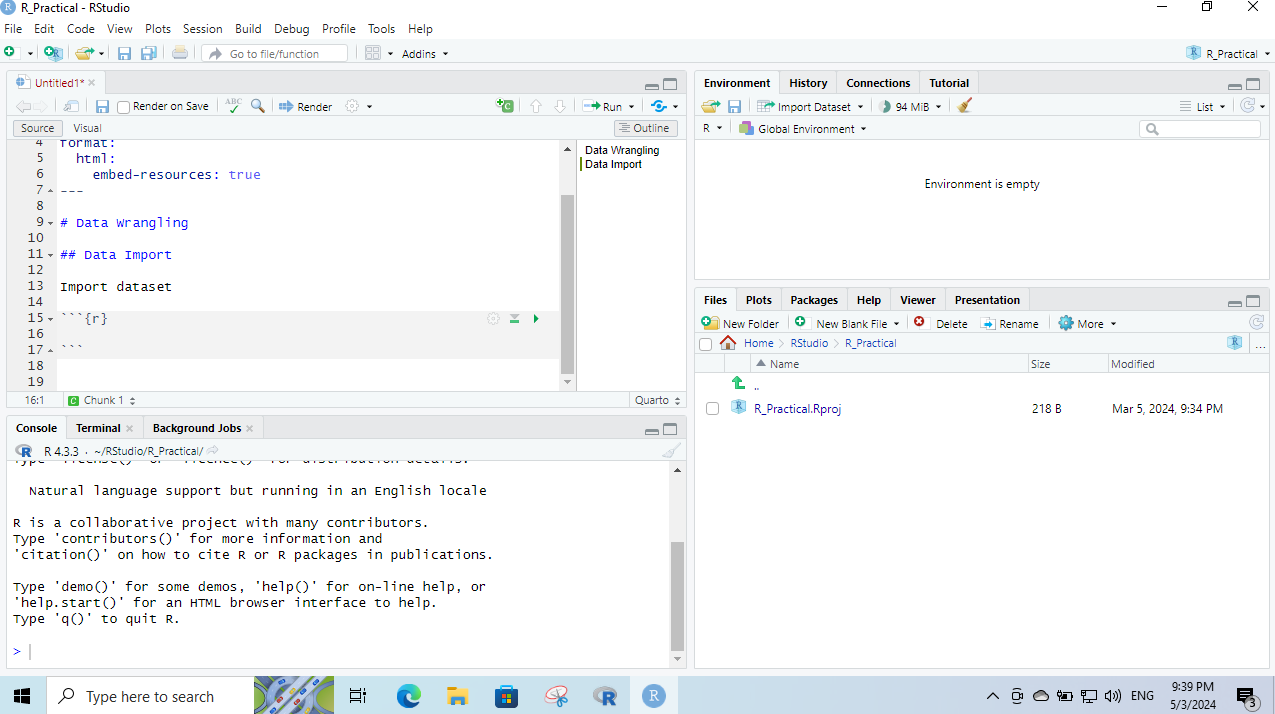 R_Practical - RStudio
File Edit Code View Plots Session Build Debug Profile Tools Help
Go to file/function
Addins
R_Practical
Untitled1*
Render on Save
ABC
Render
Run
Source
Visual
Outline
4 format:
5 html:
6 embed-resources: true
7 ---
8
9 # Data Wrangling
10
11 ## Data Import
12
13 Import dataset
14
15 ```{r}
16
17 ```
18
19
Data Wrangling
Data Import
16:1
C Chunk 1
Quarto
Console Terminal Background Jobs
R 4.3.3 · ~/RStudio/R_Practical/
Natural language support but running in an English locale
R is a collaborative project with many contributors.
Type 'contributors()' for more information and
'citation()' on how to cite R or R packages in publications.
Type 'demo()' for some demos, 'help()' for on-line help, or
'help.start()' for an HTML browser interface to help.
Type 'q()' to quit R.
>
Environment History Connections Tutorial
Import Dataset
94 MiB
List
R
Global Environment
Environment is empty
Files Plots Packages Help Viewer Presentation
New Folder New Blank File Delete Rename More
Home RStudio R_Practical
...
Name Size Modified
..
R_Practical.Rproj 218 B Mar 5, 2024, 9:34 PM
Type here to search
ENG
9:39 PM
5/3/2024
3